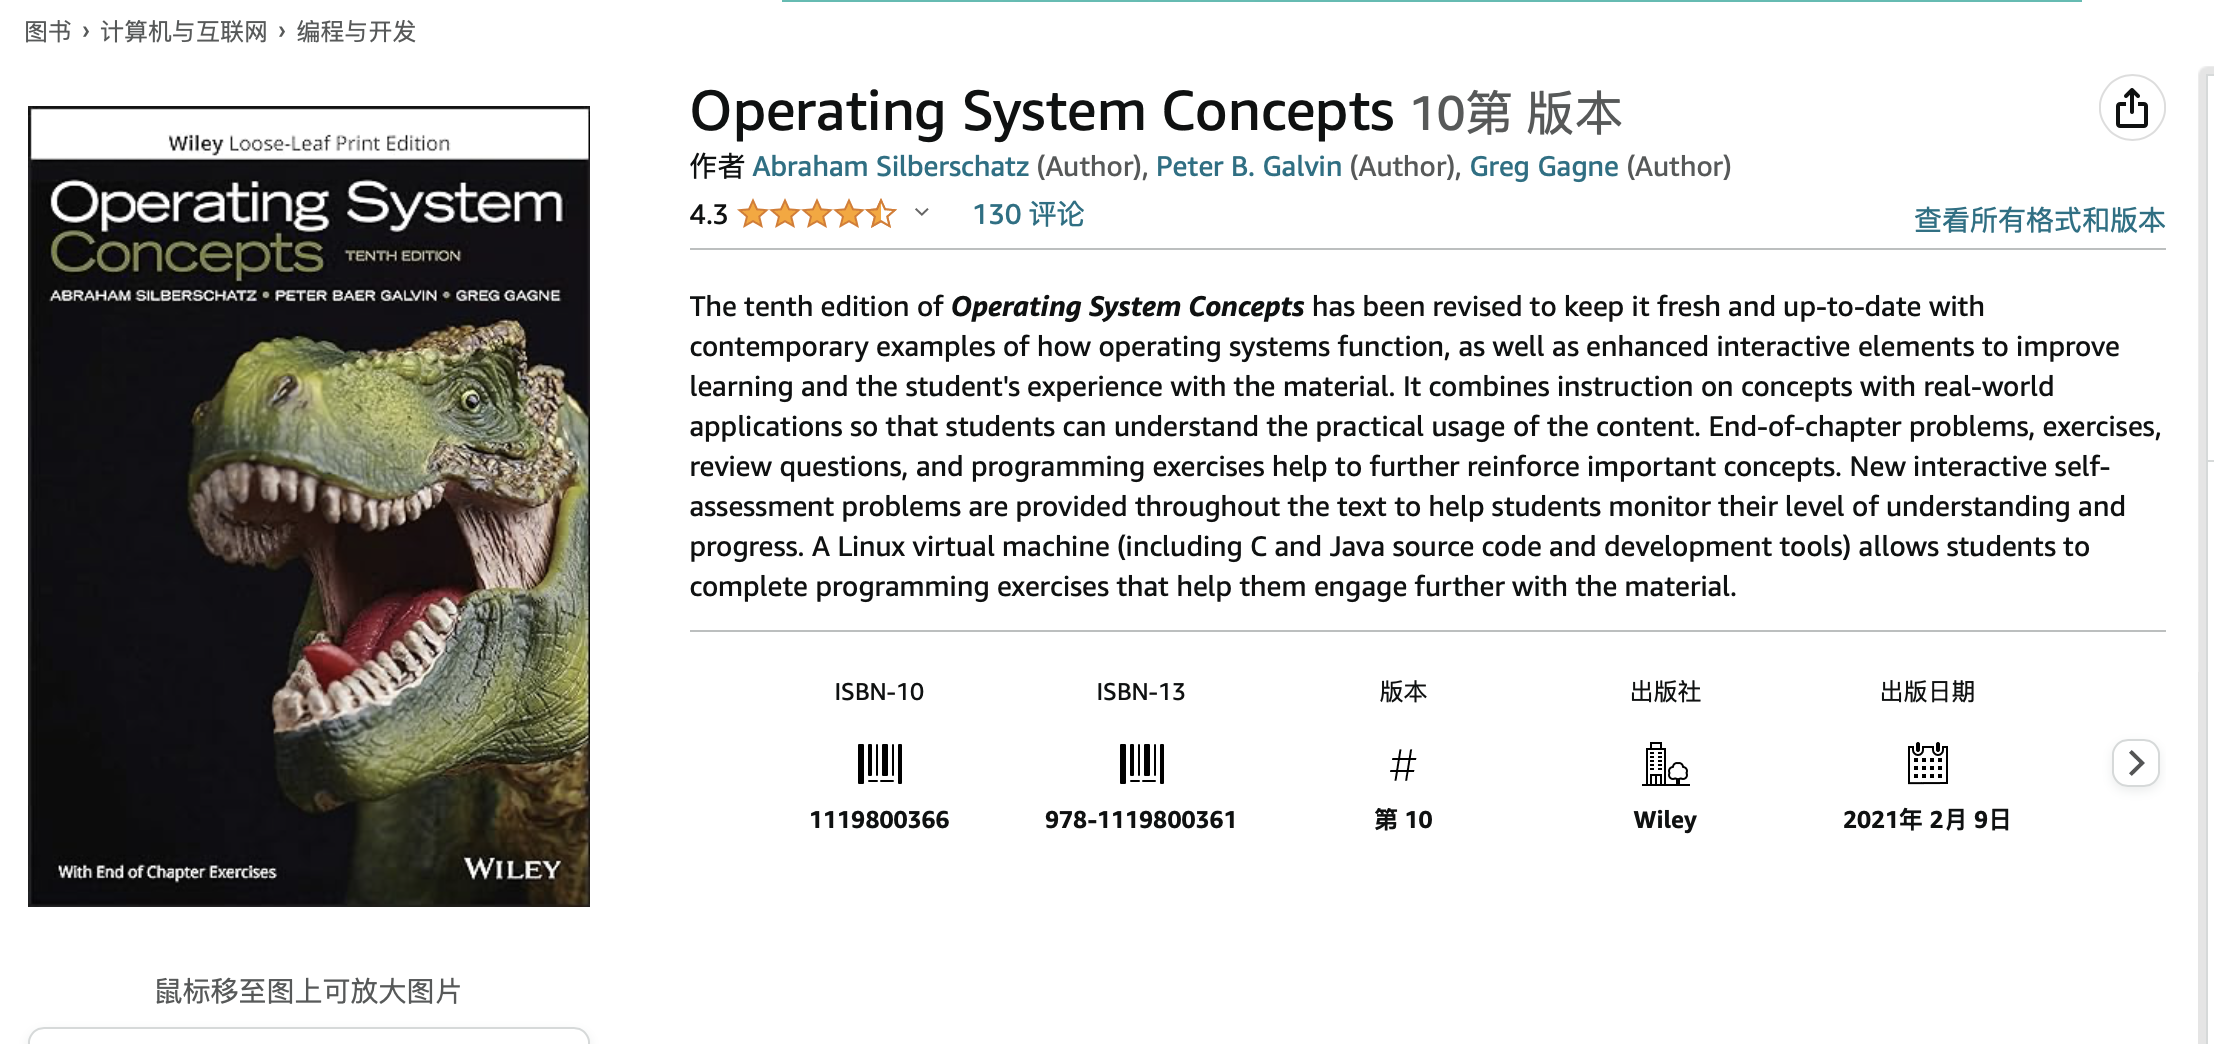 图书 › 计算机与互联网 › 编程与开发
Wiley Loose-Leaf Print Edition
Operating System
Concepts TENTH EDITION
ABRAHAM SILBERSCHATZ • PETER BAER GALVIN • GREG GAGNE
With End of Chapter Exercises
WILEY
鼠标移至图上可放大图片
Operating System Concepts 10第 版本
作者 Abraham Silberschatz (Author), Peter B. Galvin (Author), Greg Gagne (Author)
4.3 130 评论
查看所有格式和版本
The tenth edition of Operating System Concepts has been revised to keep it fresh and up-to-date with
contemporary examples of how operating systems function, as well as enhanced interactive elements to improve
learning and the student's experience with the material. It combines instruction on concepts with real-world
applications so that students can understand the practical usage of the content. End-of-chapter problems, exercises,
review questions, and programming exercises help to further reinforce important concepts. New interactive self-
assessment problems are provided throughout the text to help students monitor their level of understanding and
progress. A Linux virtual machine (including C and Java source code and development tools) allows students to
complete programming exercises that help them engage further with the material.
ISBN-10 ISBN-13 版本 出版社 出版日期
#
1119800366 978-1119800361 第 10 Wiley 2021年 2月 9日